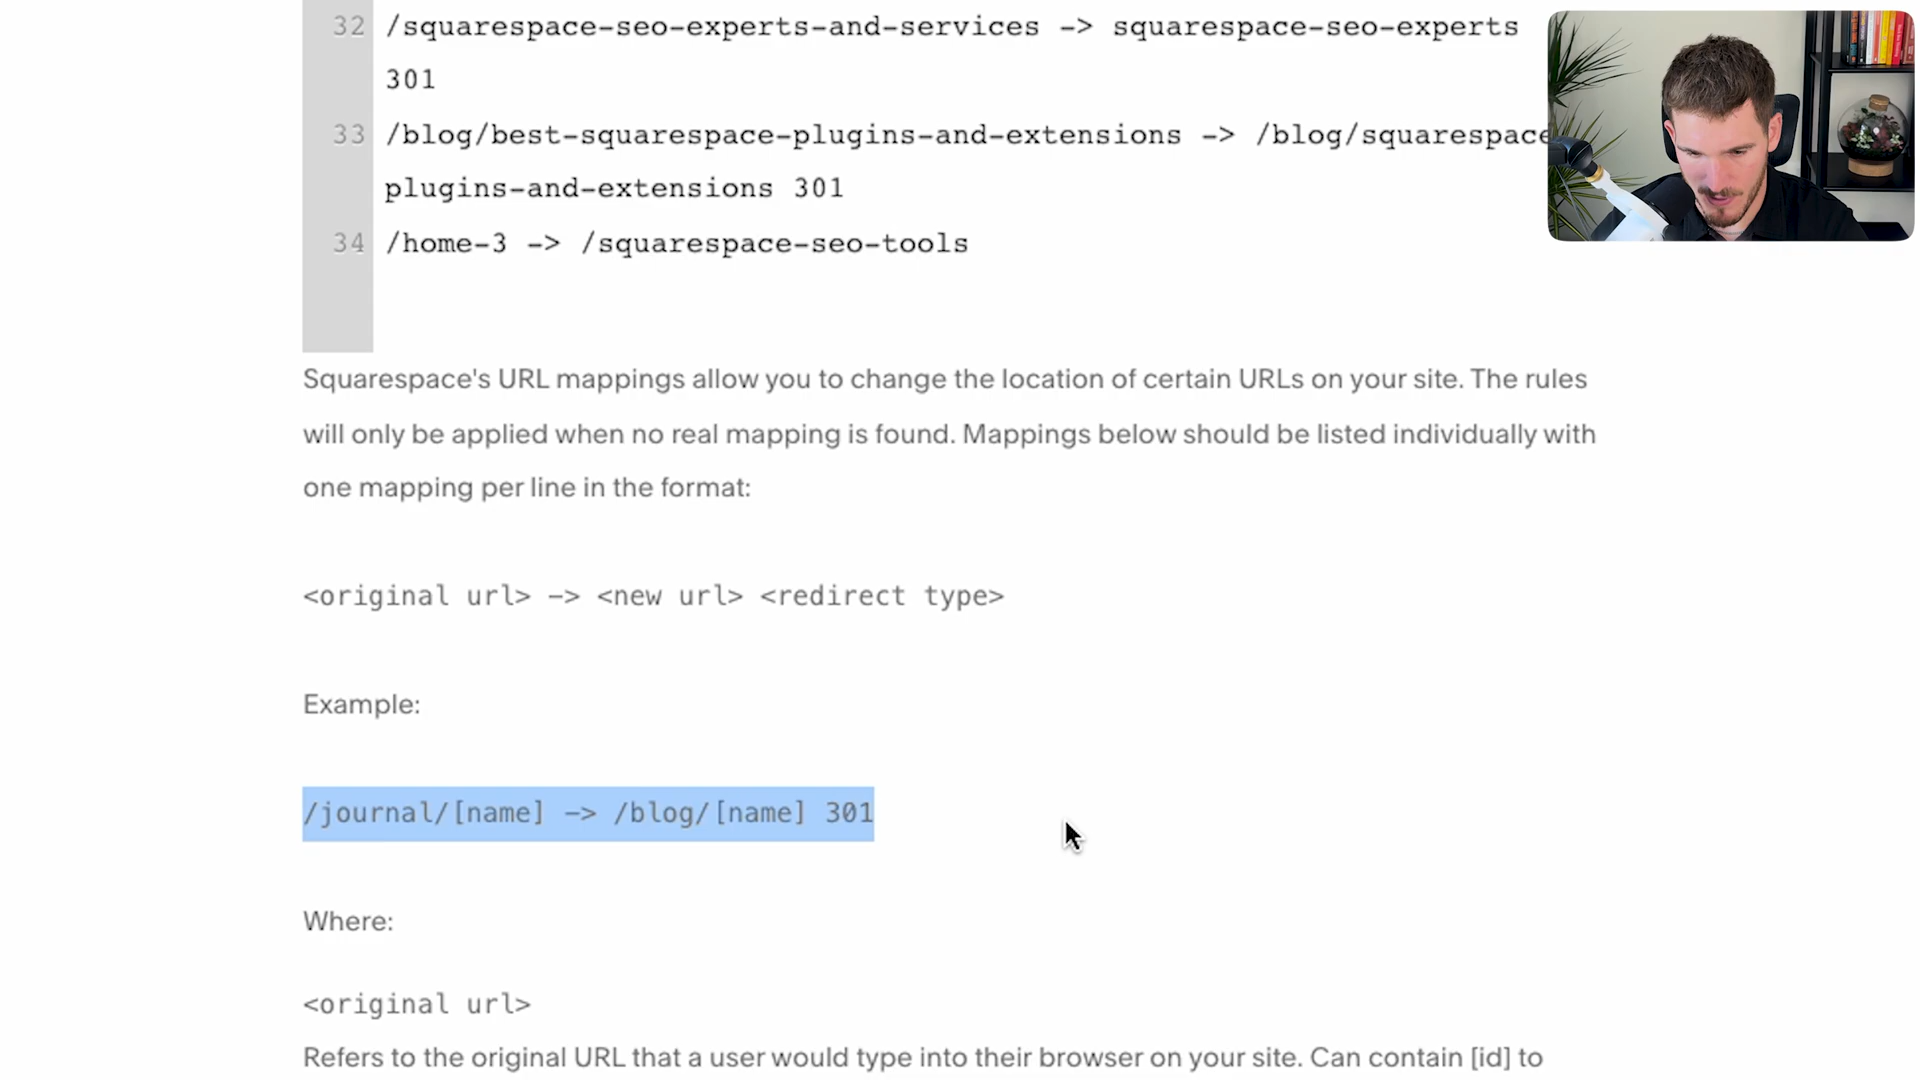 32 /squarespace-seo-experts-and-services -> squarespace-seo-experts
301
33 /blog/best-squarespace-plugins-and-extensions -> /blog/squarespace
plugins-and-extensions 301
34 /home-3 -> /squarespace-seo-tools
Squarespace's URL mappings allow you to change the location of certain URLs on your site. The rules
will only be applied when no real mapping is found. Mappings below should be listed individually with
one mapping per line in the format:
<original url> -> <new url> <redirect type>
Example:
/journal/[name] -> /blog/[name] 301
Where:
<original url>
Refers to the original URL that a user would type into their browser on your site. Can contain [id] to